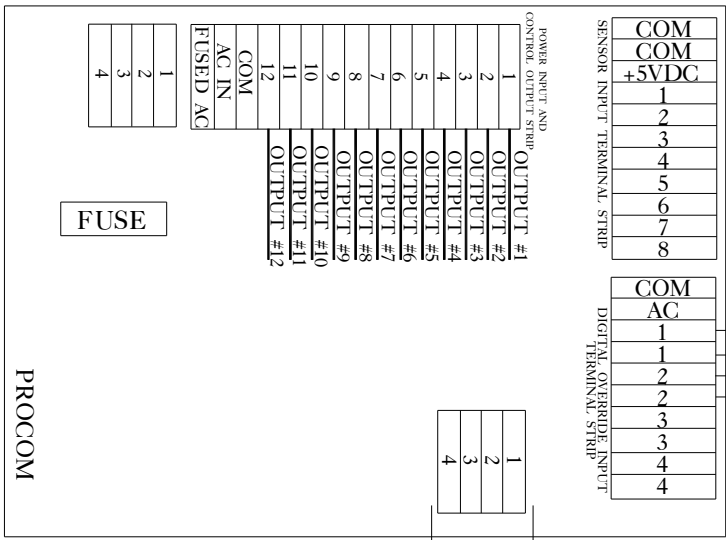 4
3
2
1
FUSED AC
AC IN
COM
12
11
10
9
8
7
6
5
4
3
2
1
POWER INPUT AND
CONTROL OUTPUT STRIP
OUTPUT #1
OUTPUT #2
OUTPUT #3
OUTPUT #4
OUTPUT #5
OUTPUT #6
OUTPUT #7
OUTPUT #8
OUTPUT #9
OUTPUT #10
OUTPUT #11
OUTPUT #12
SENSOR INPUT TERMINAL STRIP
COM
COM
+5VDC
1
2
3
4
5
6
7
8
FUSE
DIGITAL OVERRIDE INPUT
TERMINAL STRIP
COM
AC
1
1
2
2
3
3
4
4
PROCOM
4
3
2
1